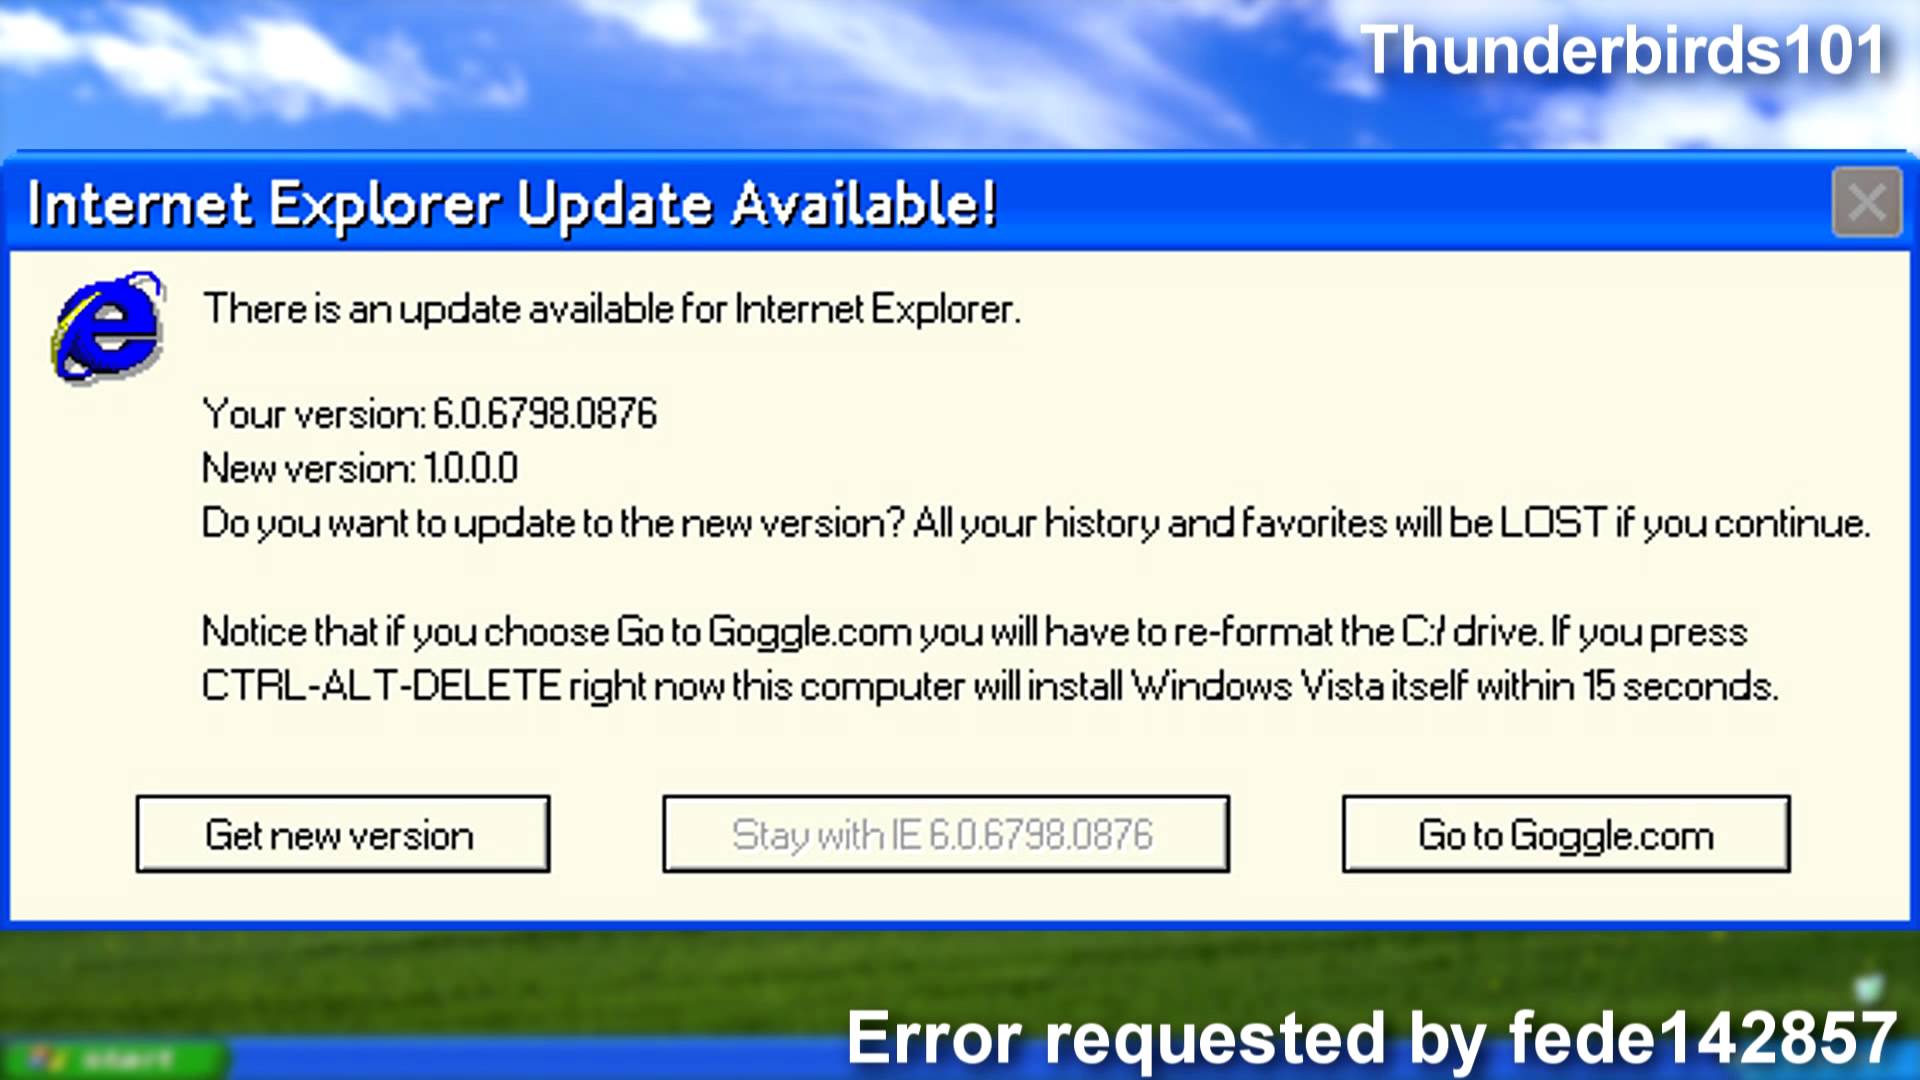 Thunderbirds101
Internet Explorer Update Available!
There is an update available for Internet Explorer.
Your version: 6.0.6798.0876
New version: 1.0.0.0
Do you want to update to the new version? All your history and favorites will be LOST if you continue.
Notice that if you choose Go to Goggle.com you will have to re-format the C:/ drive. If you press
CTRL-ALT-DELETE right now this computer will install Windows Vista itself within 15 seconds.
Get new version
Stay with IE 6.0.6798.0876
Go to Goggle.com
Error requested by fede142857
start